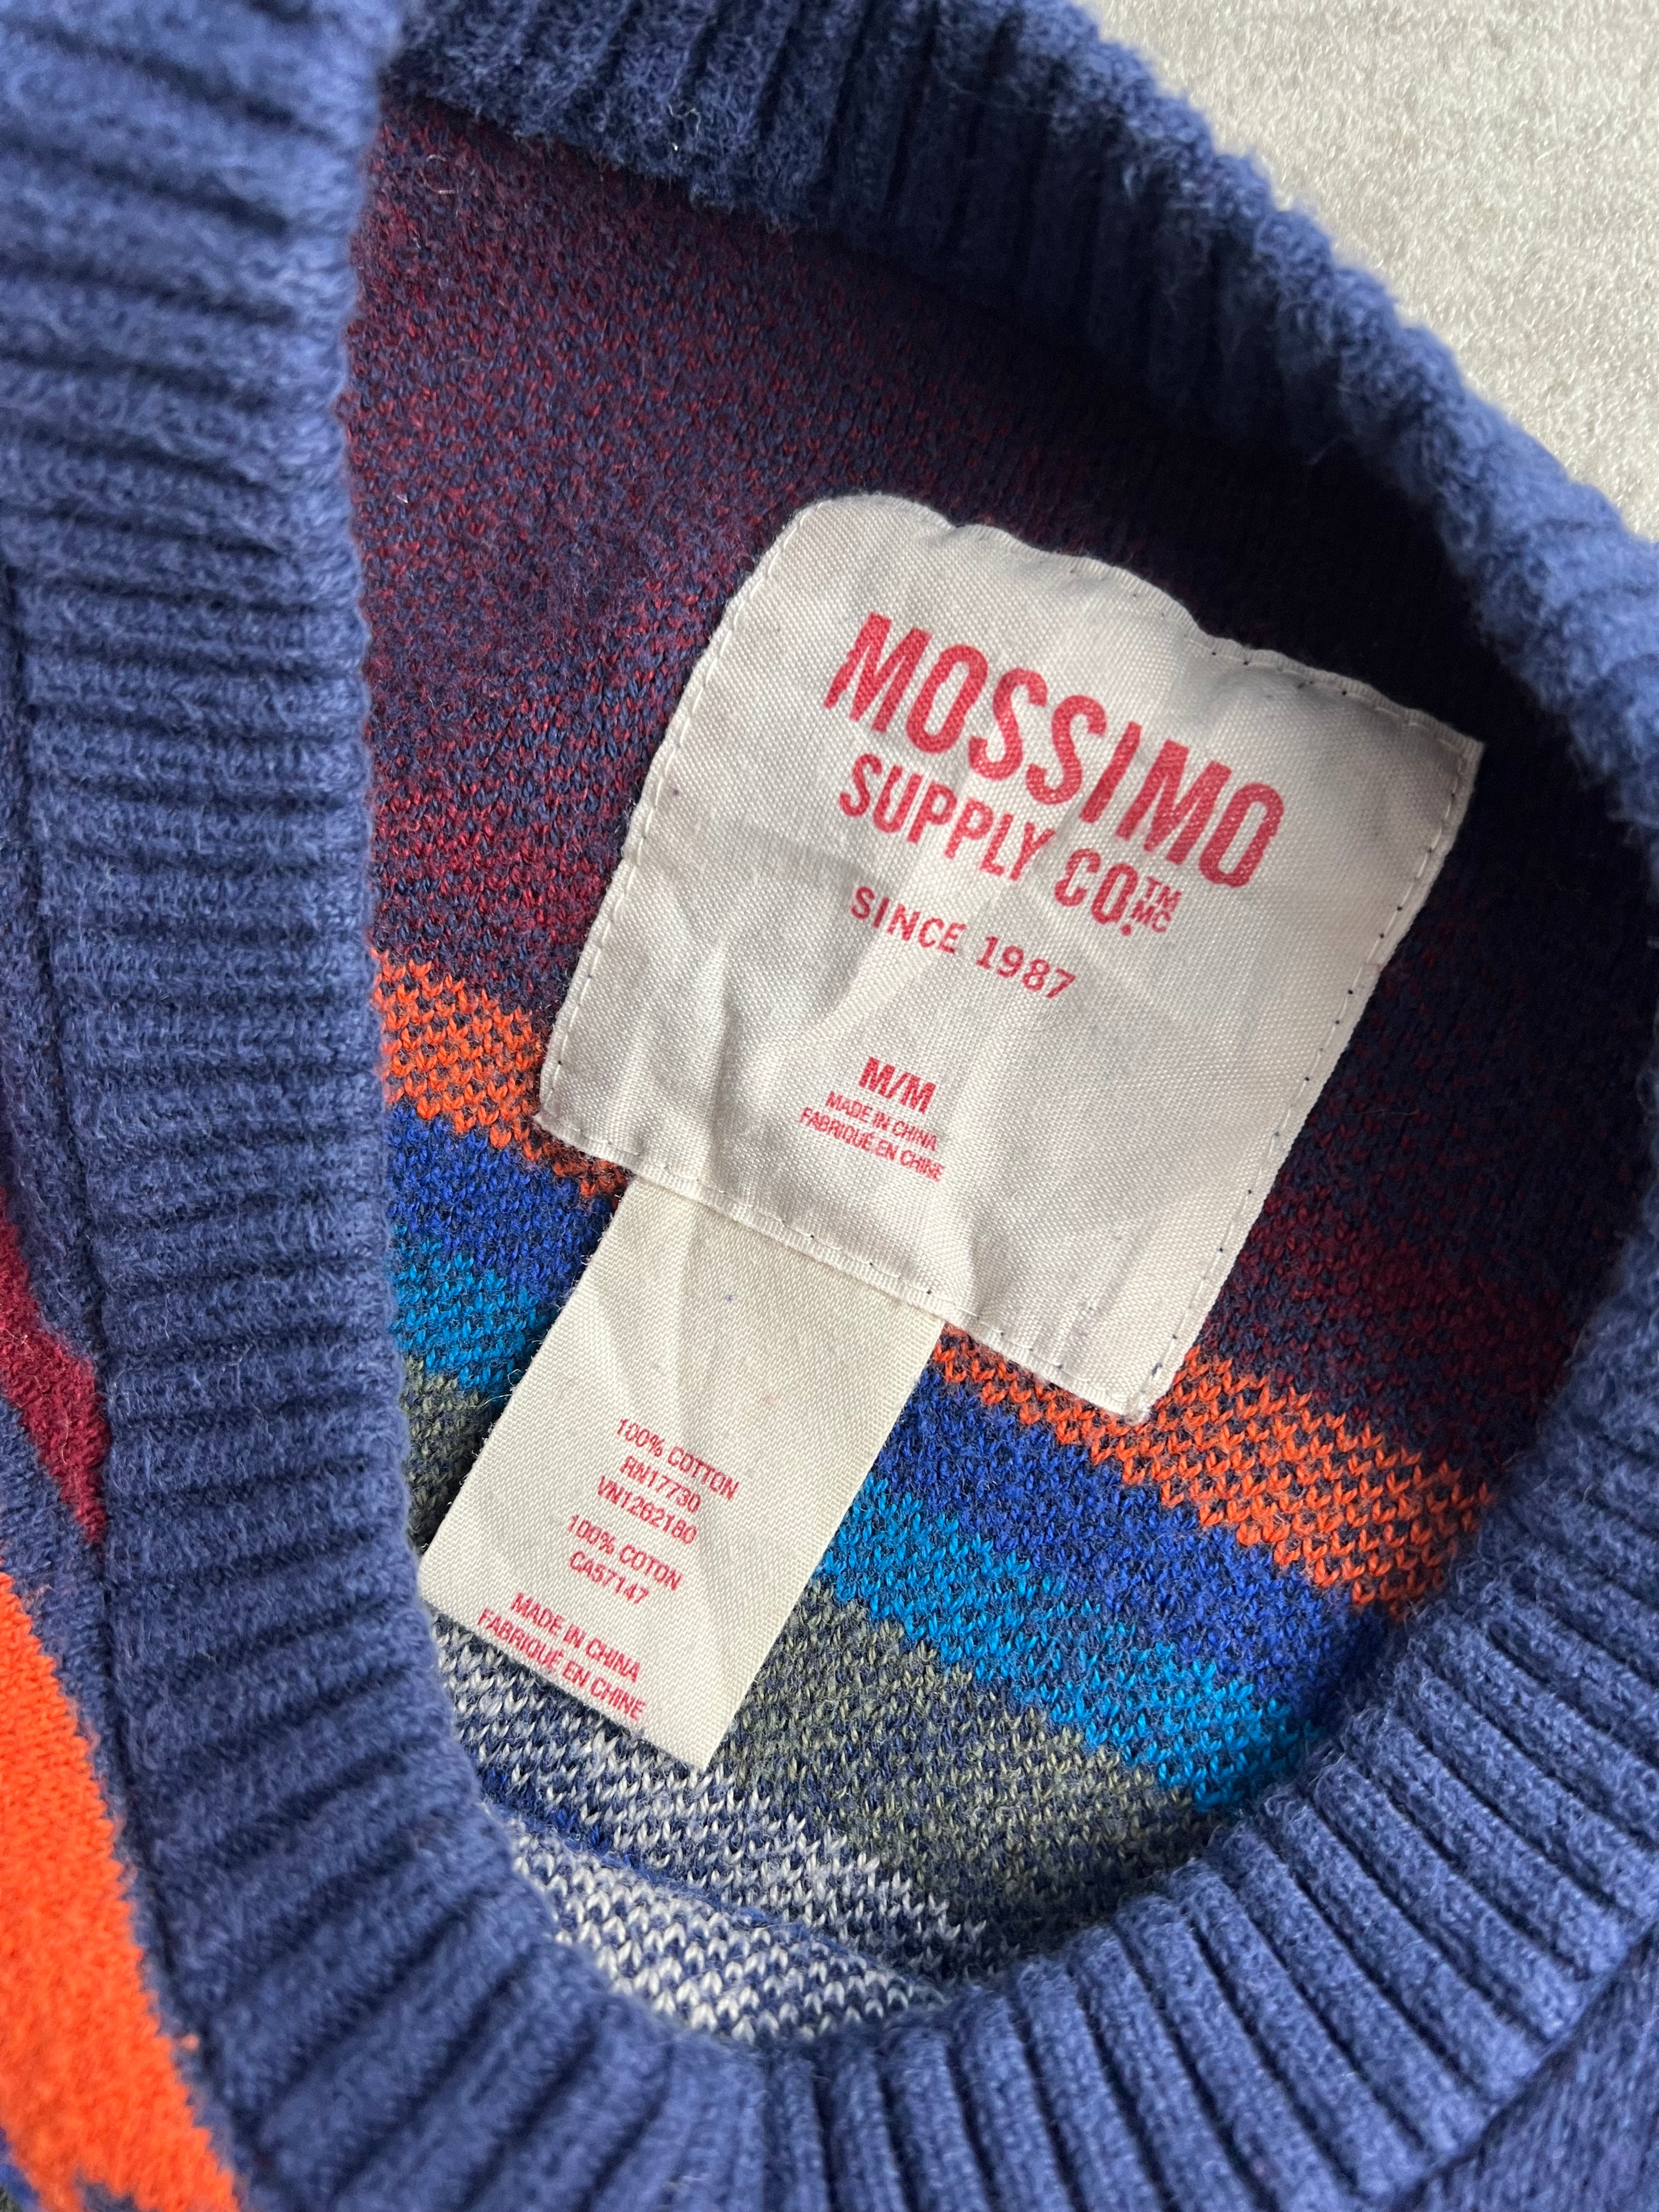 MOSSIMO
SUPPLY CO.™ MC
SINCE 1987
M/M
MADE IN CHINA
FABRIQUÉ EN CHINE
100% COTTON
RN17730
VN1262180
100% COTON
CA57147
MADE IN CHINA
FABRIQUÉ EN CHINE